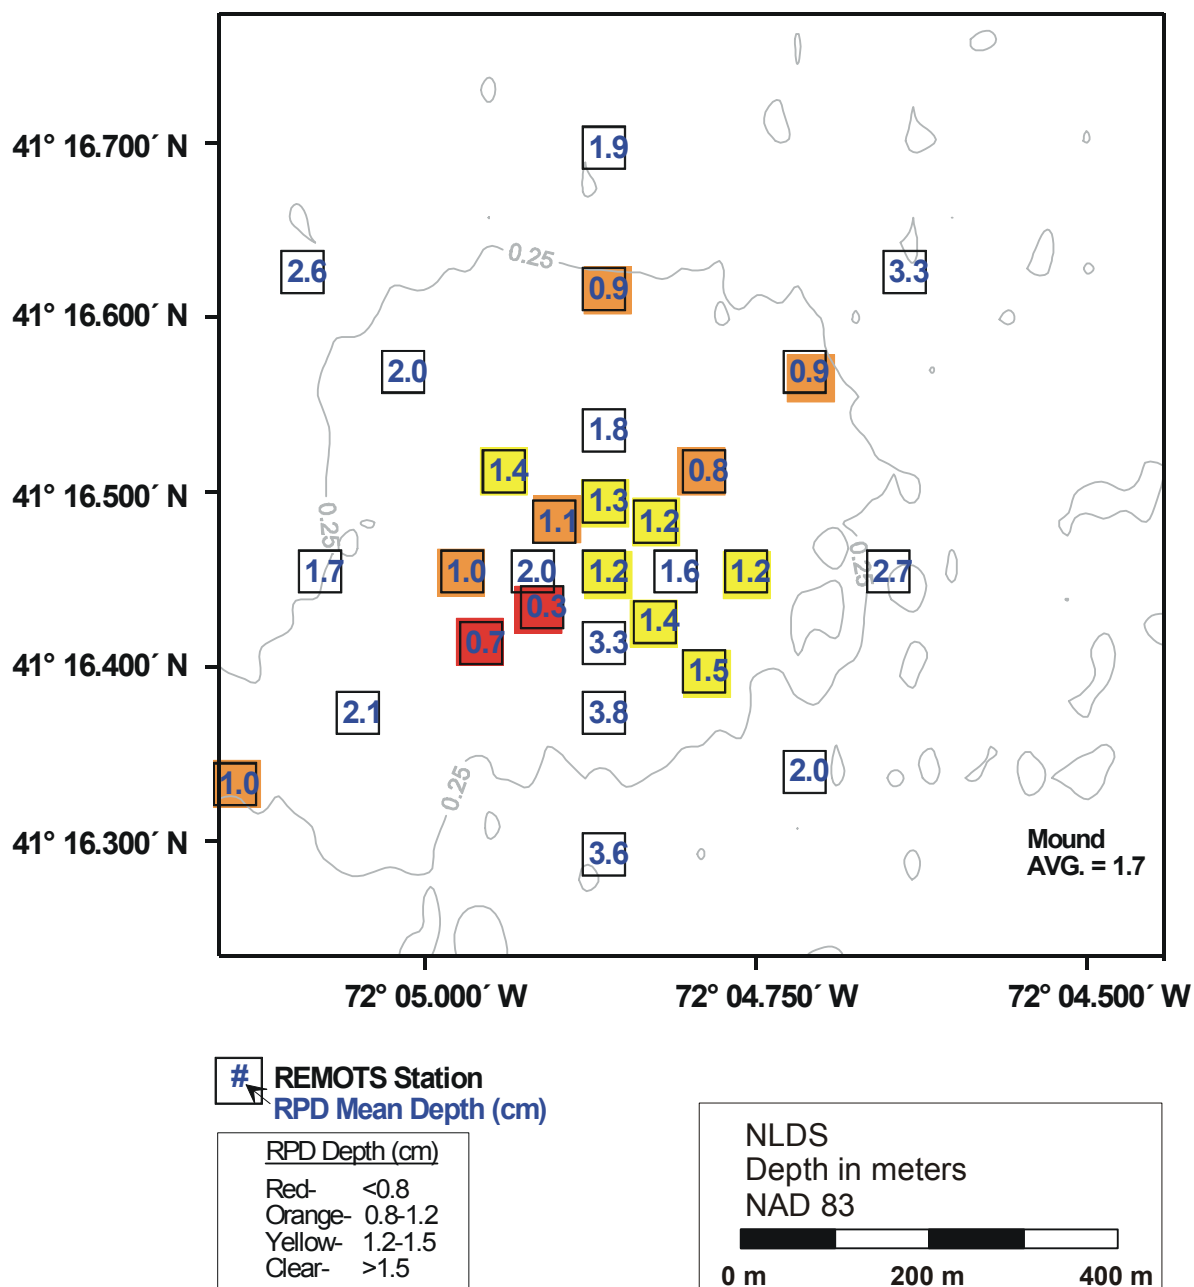 41° 16.700´ N
1.9
2.6
0.25
3.3
0.9
41° 16.600´ N
2.0
0.9
1.8
1.4
0.8
41° 16.500´ N
1.3
1.1
1.2
0.25
0.25
1.7
1.0
2.0
1.2
1.6
1.2
2.7
0.3
1.4
0.7
3.3
41° 16.400´ N
1.5
2.1
3.8
1.0
0.25
2.0
41° 16.300´ N
3.6
Mound
AVG. = 1.7
72° 05.000´ W
72° 04.750´ W
72° 04.500´ W
# REMOTS Station
RPD Mean Depth (cm)
RPD Depth (cm)
Red- <0.8
Orange- 0.8-1.2
Yellow- 1.2-1.5
Clear- >1.5
NLDS
Depth in meters
NAD 83
0 m 200 m 400 m